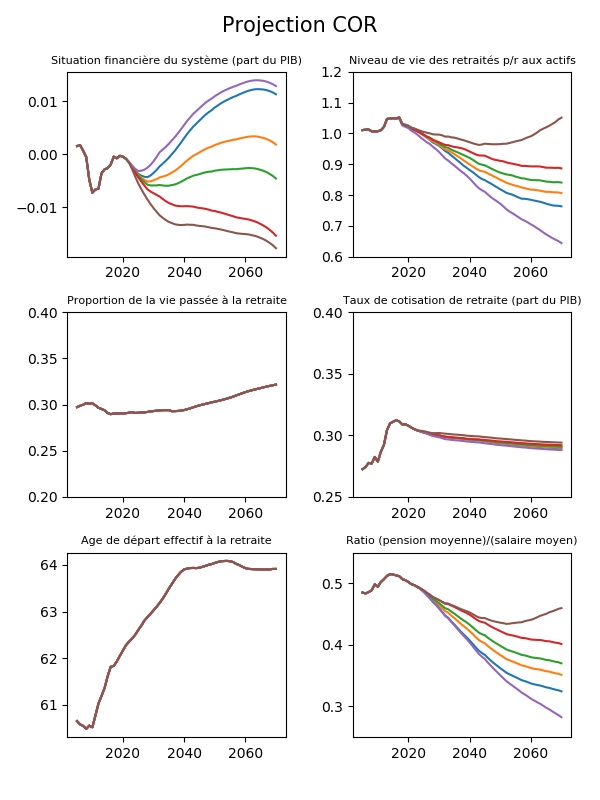 Projection COR
Situation financière du système (part du PIB)
0.01
0.00
−0.01
2020 2040 2060
Niveau de vie des retraités p/r aux actifs
1.2
1.1
1.0
0.9
0.8
0.7
0.6
2020 2040 2060
Proportion de la vie passée à la retraite
0.40
0.35
0.30
0.25
0.20
2020 2040 2060
Taux de cotisation de retraite (part du PIB)
0.40
0.35
0.30
0.25
2020 2040 2060
Age de départ effectif à la retraite
64
63
62
61
2020 2040 2060
Ratio (pension moyenne)/(salaire moyen)
0.5
0.4
0.3
2020 2040 2060